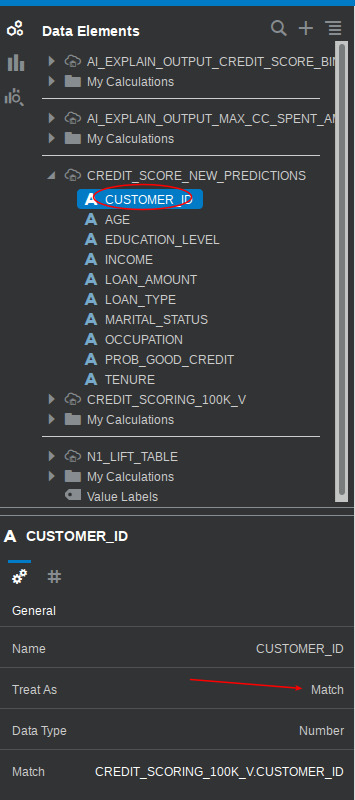 Data Elements
AI_EXPLAIN_OUTPUT_CREDIT_SCORE_BIN
My Calculations
AI_EXPLAIN_OUTPUT_MAX_CC_SPENT_AM
My Calculations
CREDIT_SCORE_NEW_PREDICTIONS
A CUSTOMER_ID
A AGE
A EDUCATION_LEVEL
A INCOME
A LOAN_AMOUNT
A LOAN_TYPE
A MARITAL_STATUS
A OCCUPATION
A PROB_GOOD_CREDIT
A TENURE
CREDIT_SCORING_100K_V
My Calculations
N1_LIFT_TABLE
My Calculations
Value Labels
A CUSTOMER_ID
General
Name CUSTOMER_ID
Treat As Match
Data Type Number
Match CREDIT_SCORING_100K_V.CUSTOMER_ID